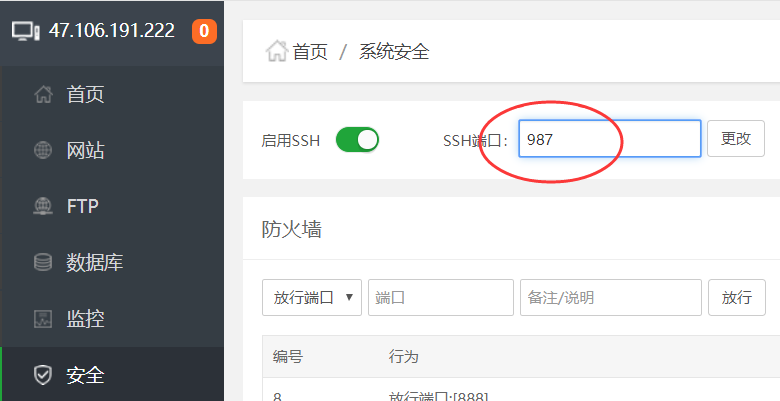 47.106.191.222 0
首页 / 系统安全
首页
网站
FTP
数据库
监控
安全
启用SSH SSH端口： 987 更改
防火墙
放行端口 端口 备注/说明 放行
编号 行为
8 放行端口:[888]